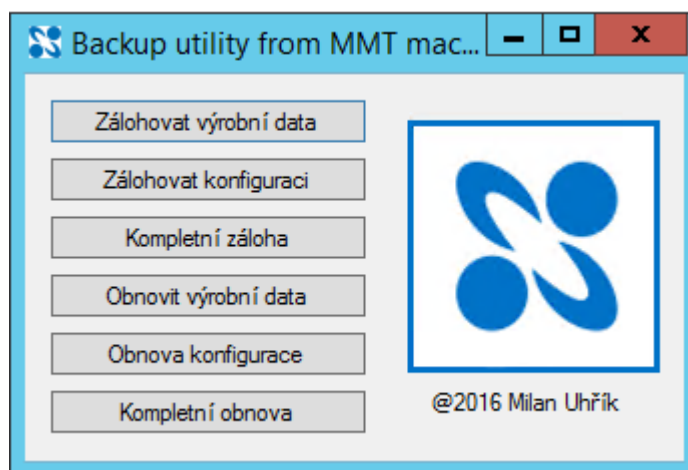 Backup utility from MMT mac...
Zálohovat výrobní data
Zálohovat konfiguraci
Kompletní záloha
Obnovit výrobní data
Obnova konfigurace
Kompletní obnova
@2016 Milan Uhřík